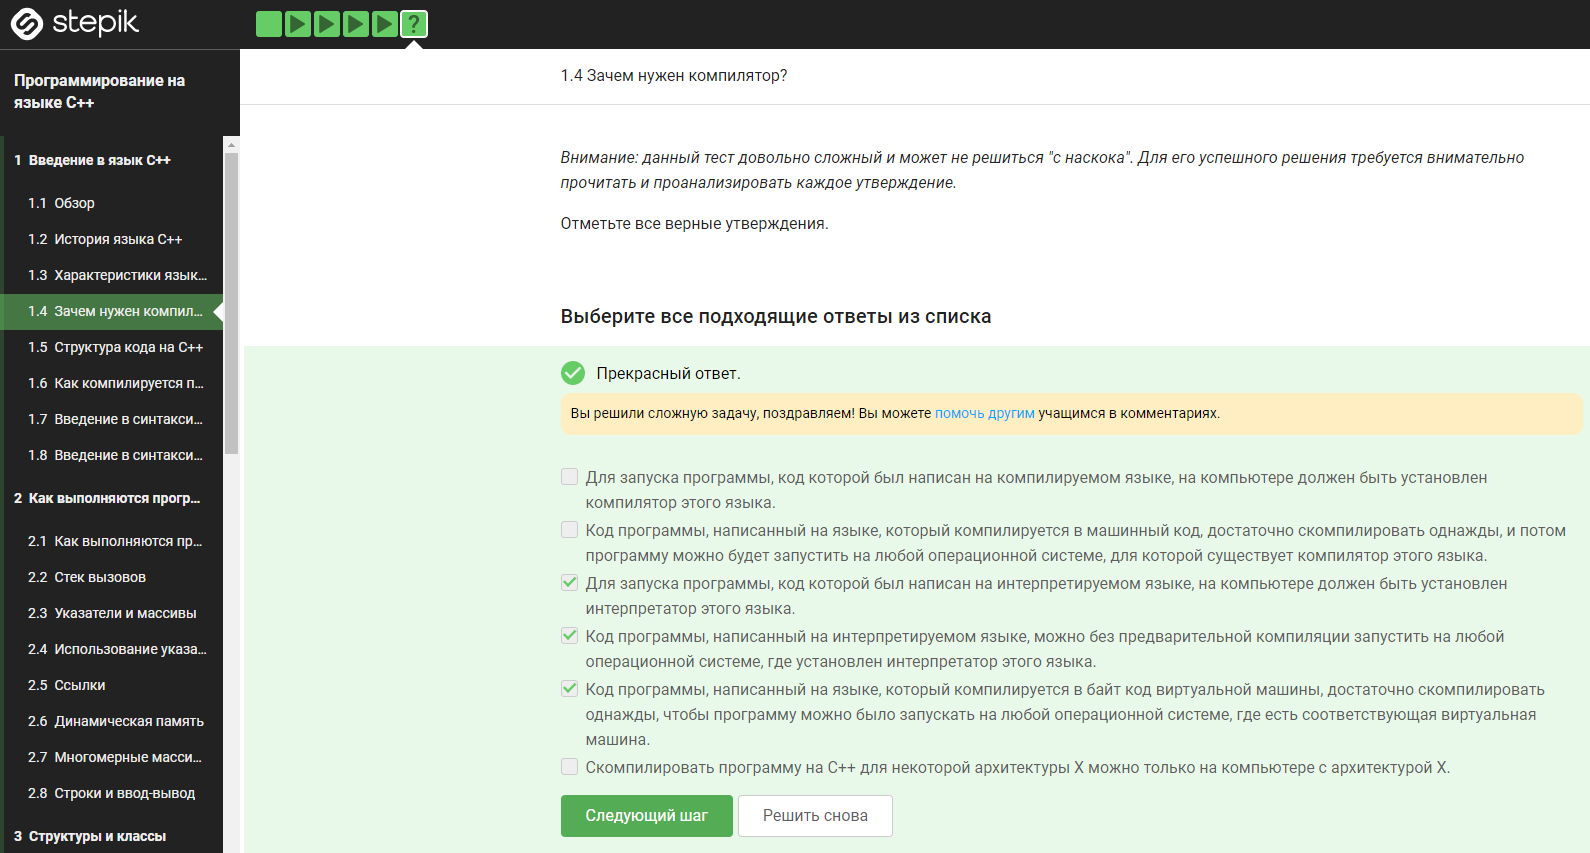 stepik
?
Программирование на
языке C++
1 Введение в язык C++
1.1 Обзор
1.2 История языка C++
1.3 Характеристики язык...
1.4 Зачем нужен компил...
1.5 Структура кода на C++
1.6 Как компилируется п...
1.7 Введение в синтакси...
1.8 Введение в синтакси...
2 Как выполняются прогр...
2.1 Как выполняются пр...
2.2 Стек вызовов
2.3 Указатели и массивы
2.4 Использование указа...
2.5 Ссылки
2.6 Динамическая память
2.7 Многомерные масси...
2.8 Строки и ввод-вывод
3 Структуры и классы
1.4 Зачем нужен компилятор?
Внимание: данный тест довольно сложный и может не решиться "с наскока". Для его успешного решения требуется внимательно
прочитать и проанализировать каждое утверждение.
Отметьте все верные утверждения.
Выберите все подходящие ответы из списка
Прекрасный ответ.
Вы решили сложную задачу, поздравляем! Вы можете помочь другим учащимся в комментариях.
Для запуска программы, код которой был написан на компилируемом языке, на компьютере должен быть установлен
компилятор этого языка.
Код программы, написанный на языке, который компилируется в машинный код, достаточно скомпилировать однажды, и потом
программу можно будет запустить на любой операционной системе, для которой существует компилятор этого языка.
Для запуска программы, код которой был написан на интерпретируемом языке, на компьютере должен быть установлен
интерпретатор этого языка.
Код программы, написанный на интерпретируемом языке, можно без предварительной компиляции запустить на любой
операционной системе, где установлен интерпретатор этого языка.
Код программы, написанный на языке, который компилируется в байт код виртуальной машины, достаточно скомпилировать
однажды, чтобы программу можно было запускать на любой операционной системе, где есть соответствующая виртуальная
машина.
Скомпилировать программу на C++ для некоторой архитектуры X можно только на компьютере с архитектурой X.
Следующий шаг
Решить снова